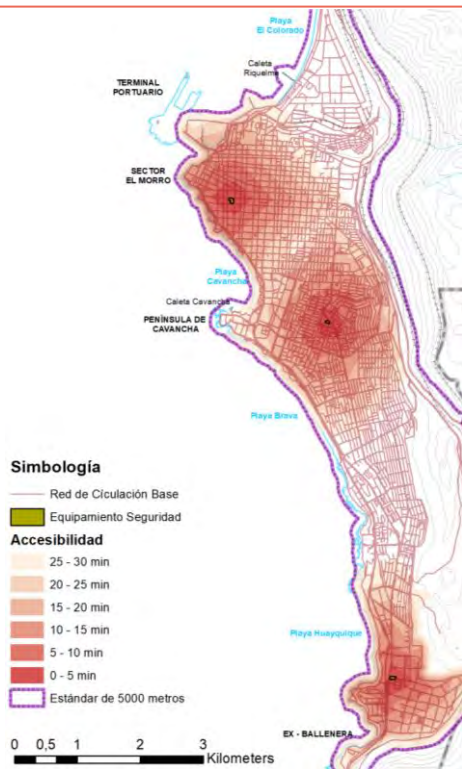 Playa
El Colorado
Caleta
Riquelme
TERMINAL
PORTUARIO
SECTOR
EL MORRO
Playa
Cavancha
Caleta Cavancha
PENÍNSULA DE
CAVANCHA
Playa Brava
Simbología
Red de Circulación Base
Equipamiento Seguridad
Accesibilidad
25 - 30 min
20 - 25 min
15 - 20 min
10 - 15 min
5 - 10 min
0 - 5 min
Estándar de 5000 metros
Playa Huayquique
EX - BALLENERA
0 0,5 1 2 3
Kilometers